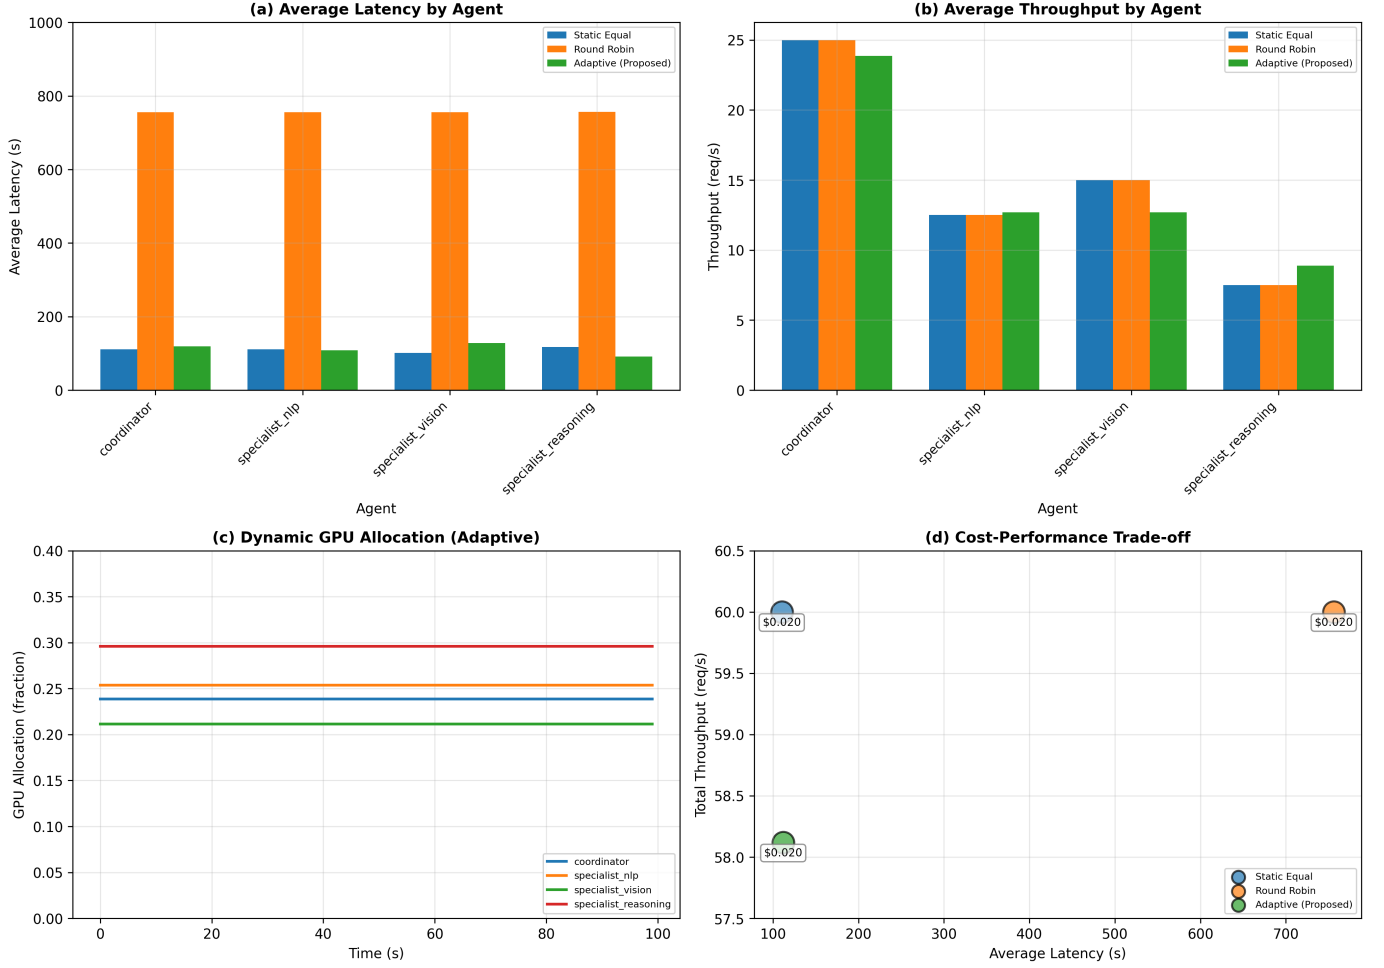 (a) Average Latency by Agent
Average Latency (s)
1000
800
600
400
200
0
Static Equal
Round Robin
Adaptive (Proposed)
coordinator
specialist_nlp
specialist_vision
specialist_reasoning
Agent
(b) Average Throughput by Agent
Throughput (req/s)
25
20
15
10
5
0
Static Equal
Round Robin
Adaptive (Proposed)
coordinator
specialist_nlp
specialist_vision
specialist_reasoning
Agent
(c) Dynamic GPU Allocation (Adaptive)
GPU Allocation (fraction)
0.40
0.35
0.30
0.25
0.20
0.15
0.10
0.05
0.00
coordinator
specialist_nlp
specialist_vision
specialist_reasoning
0 20 40 60 80 100
Time (s)
(d) Cost-Performance Trade-off
Total Throughput (req/s)
60.5
60.0
59.5
59.0
58.5
58.0
57.5
$0.020
$0.020
$0.020
Static Equal
Round Robin
Adaptive (Proposed)
100 200 300 400 500 600 700
Average Latency (s)